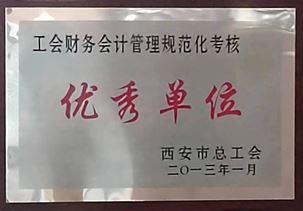 工会财务会计管理规范化考核
优秀单位
西安市总工会
二〇一三年一月